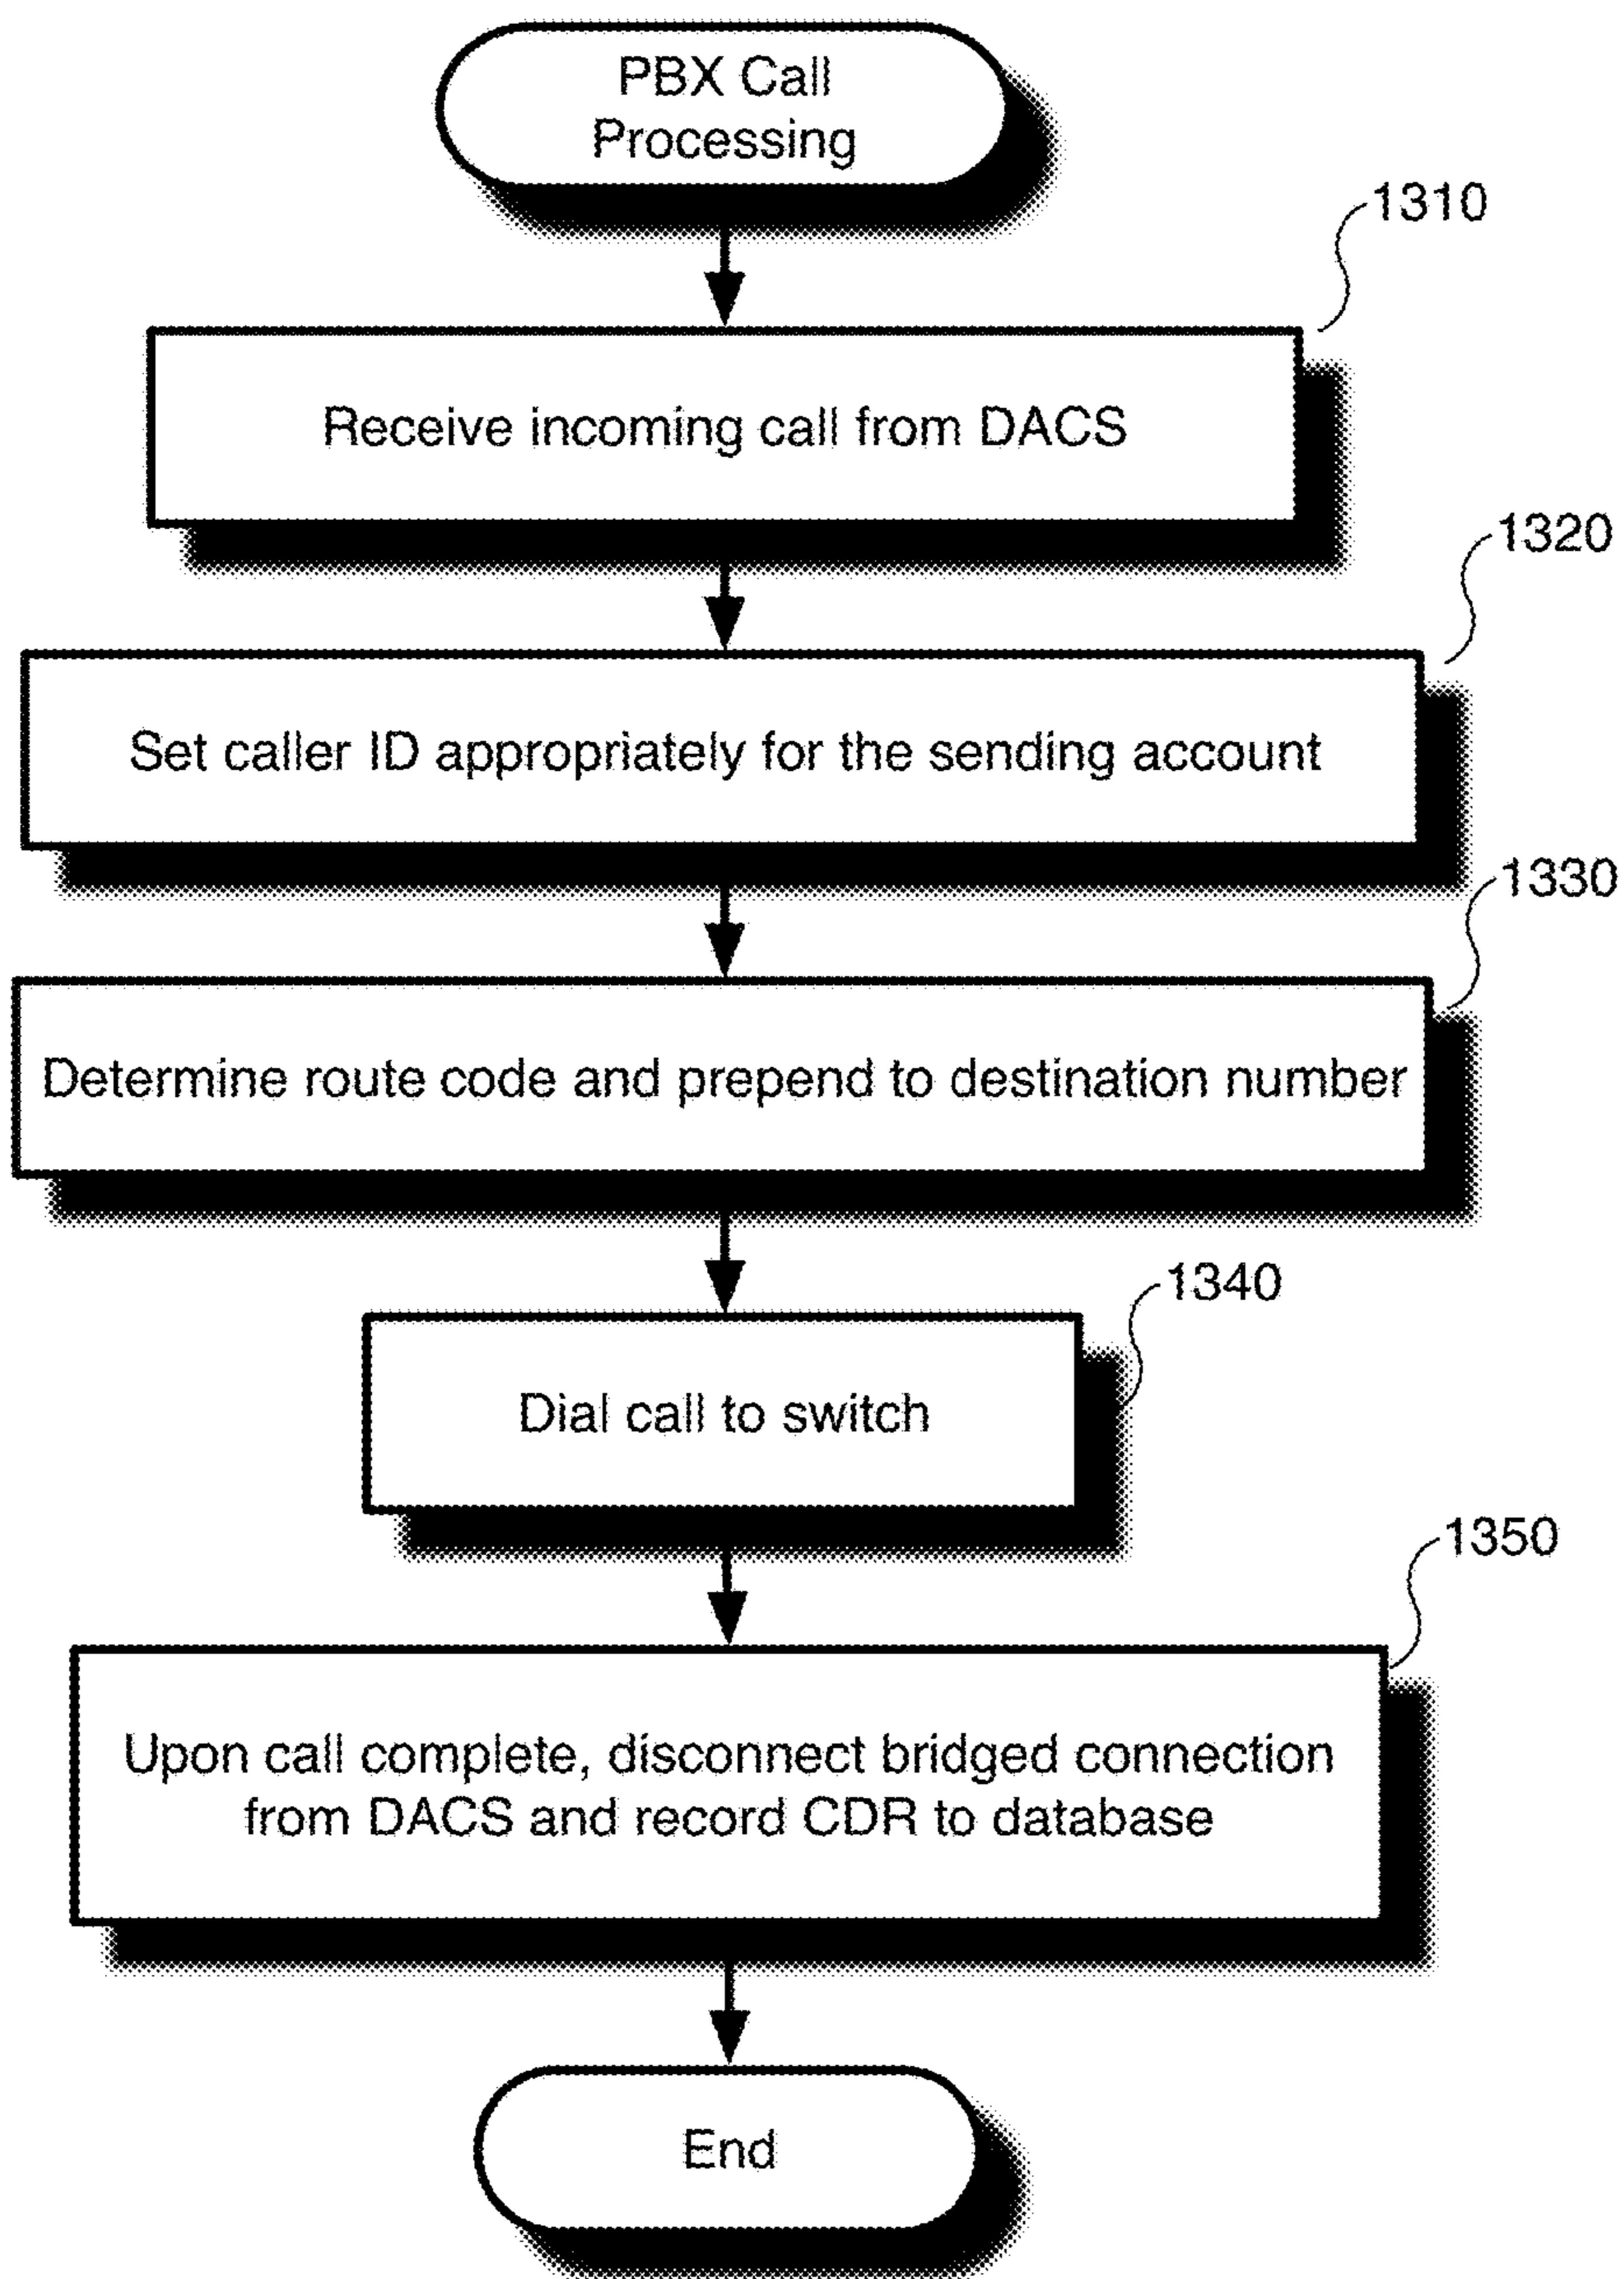 PBX Call
Processing
1310
Receive incoming call from DACS
1320
Set caller ID appropriately for the sending account
1330
Determine route code and prepend to destination number
1340
Dial call to switch
1350
Upon call complete, disconnect bridged connection
from DACS and record CDR to database
End